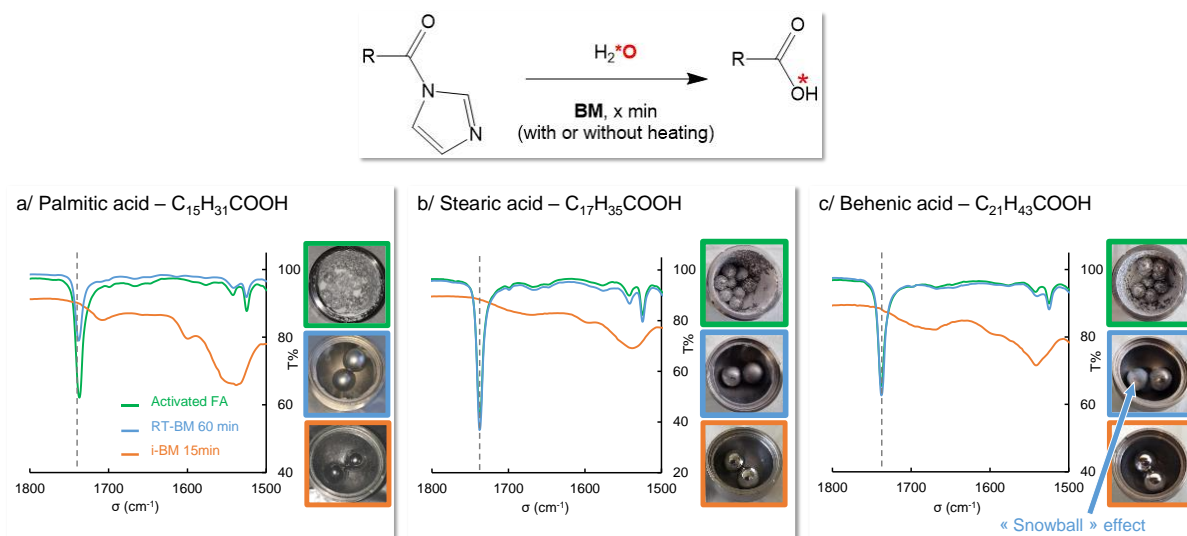 O
R
N
N
H₂*O
BM, x min
(with or without heating)
O
R
*
OH
a/ Palmitic acid – C₁₅H₃₁COOH
100
80
60
40
T%
Activated FA
RT-BM 60 min
i-BM 15min
1800
1700
1600
1500
σ (cm⁻¹)
b/ Stearic acid – C₁₇H₃₅COOH
100
80
60
40
20
T%
1800
1700
1600
1500
σ (cm⁻¹)
c/ Behenic acid – C₂₁H₄₃COOH
100
80
60
40
T%
1800
1700
1600
1500
σ (cm⁻¹)
« Snowball » effect